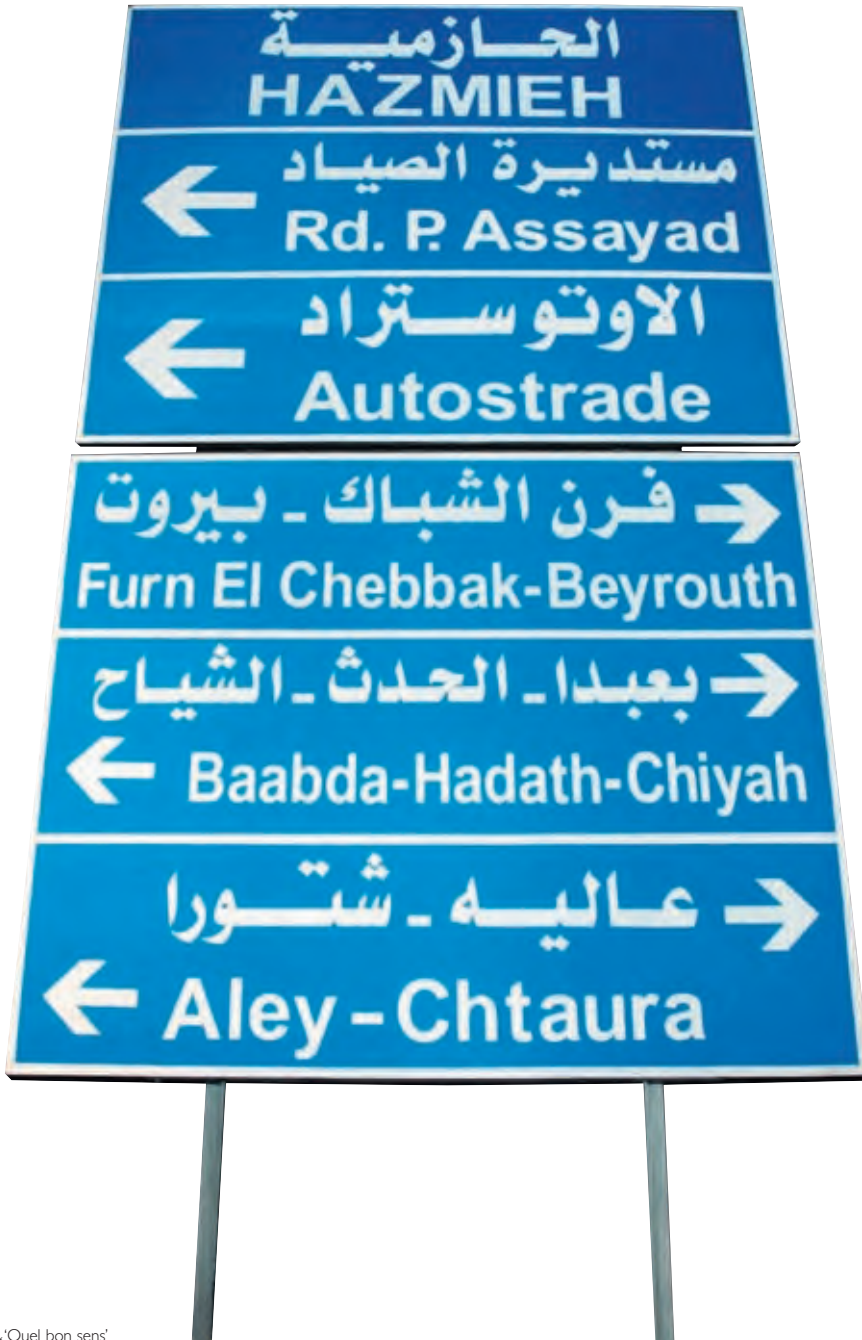 الحازمية
HAZMIEH
مستديرة الصياد
Rd. P. Assayad
الاوتوستراد
Autostrade
فرن الشباك - بيروت
Furn El Chebbak-Beyrouth
بعبدا - الحدث - الشياح
Baabda-Hadath-Chiyah
عاليه - شتورا
Aley-Chtaura
'Quel bon sens'